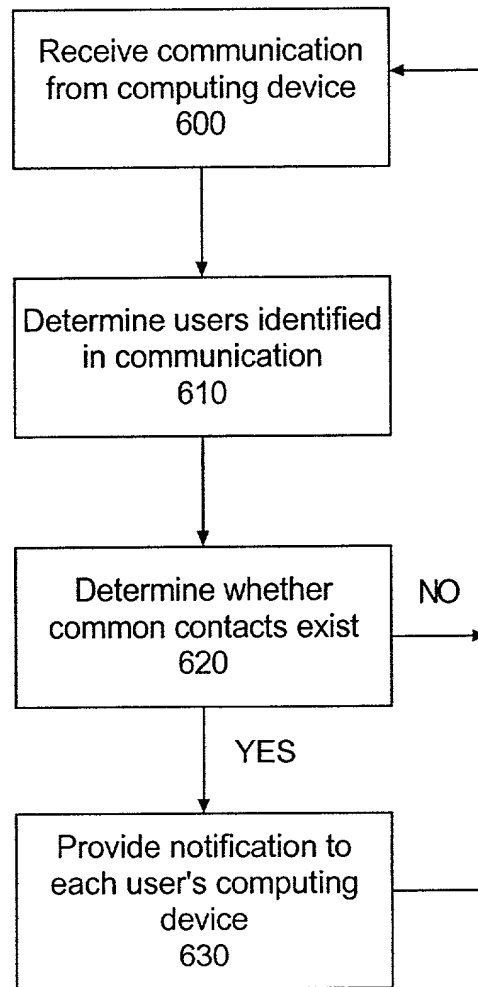 Receive communication
from computing device
600
Determine users identified
in communication
610
Determine whether
common contacts exist
620
NO
YES
Provide notification to
each user's computing
device
630